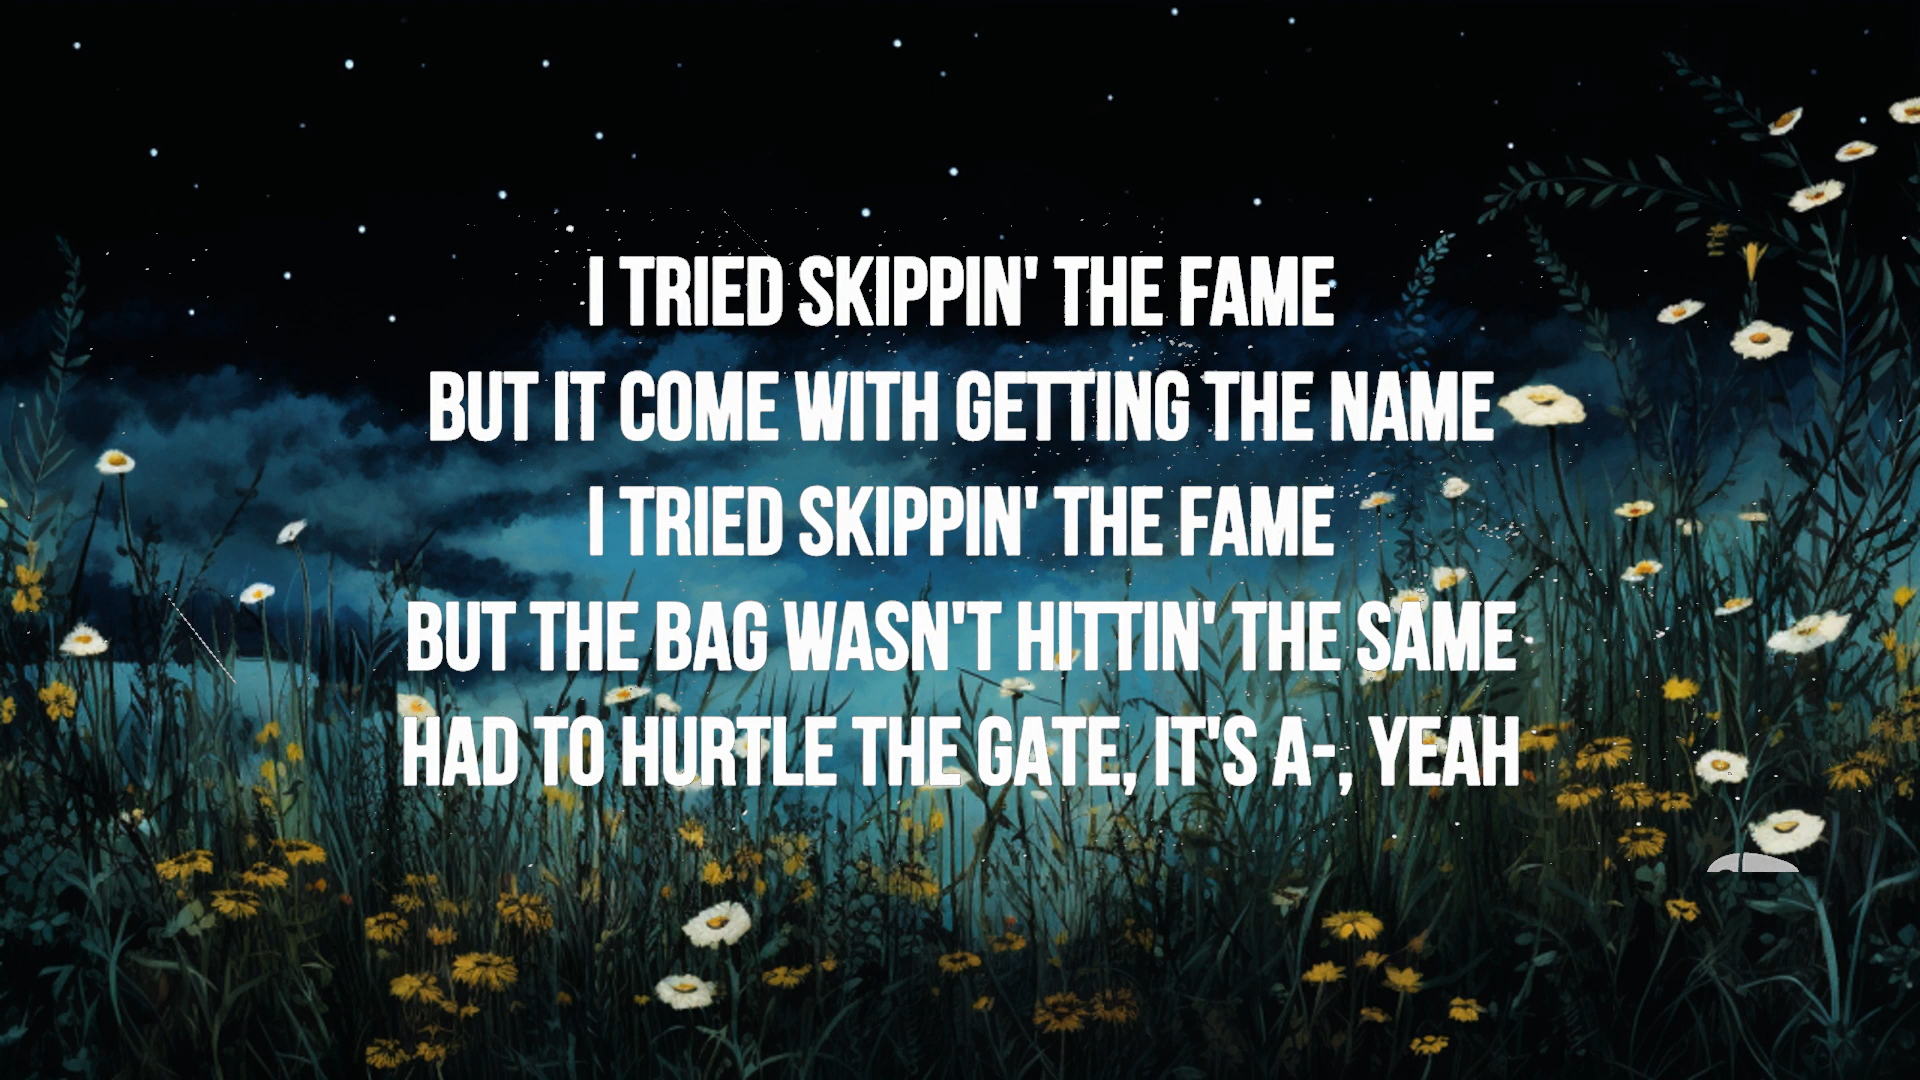 I TRIED SKIPPIN' THE FAME
BUT IT COME WITH GETTING THE NAME
I TRIED SKIPPIN' THE FAME
BUT THE BAG WASN'T HITTIN' THE SAME
HAD TO HURTLE THE GATE, IT'S A-, YEAH